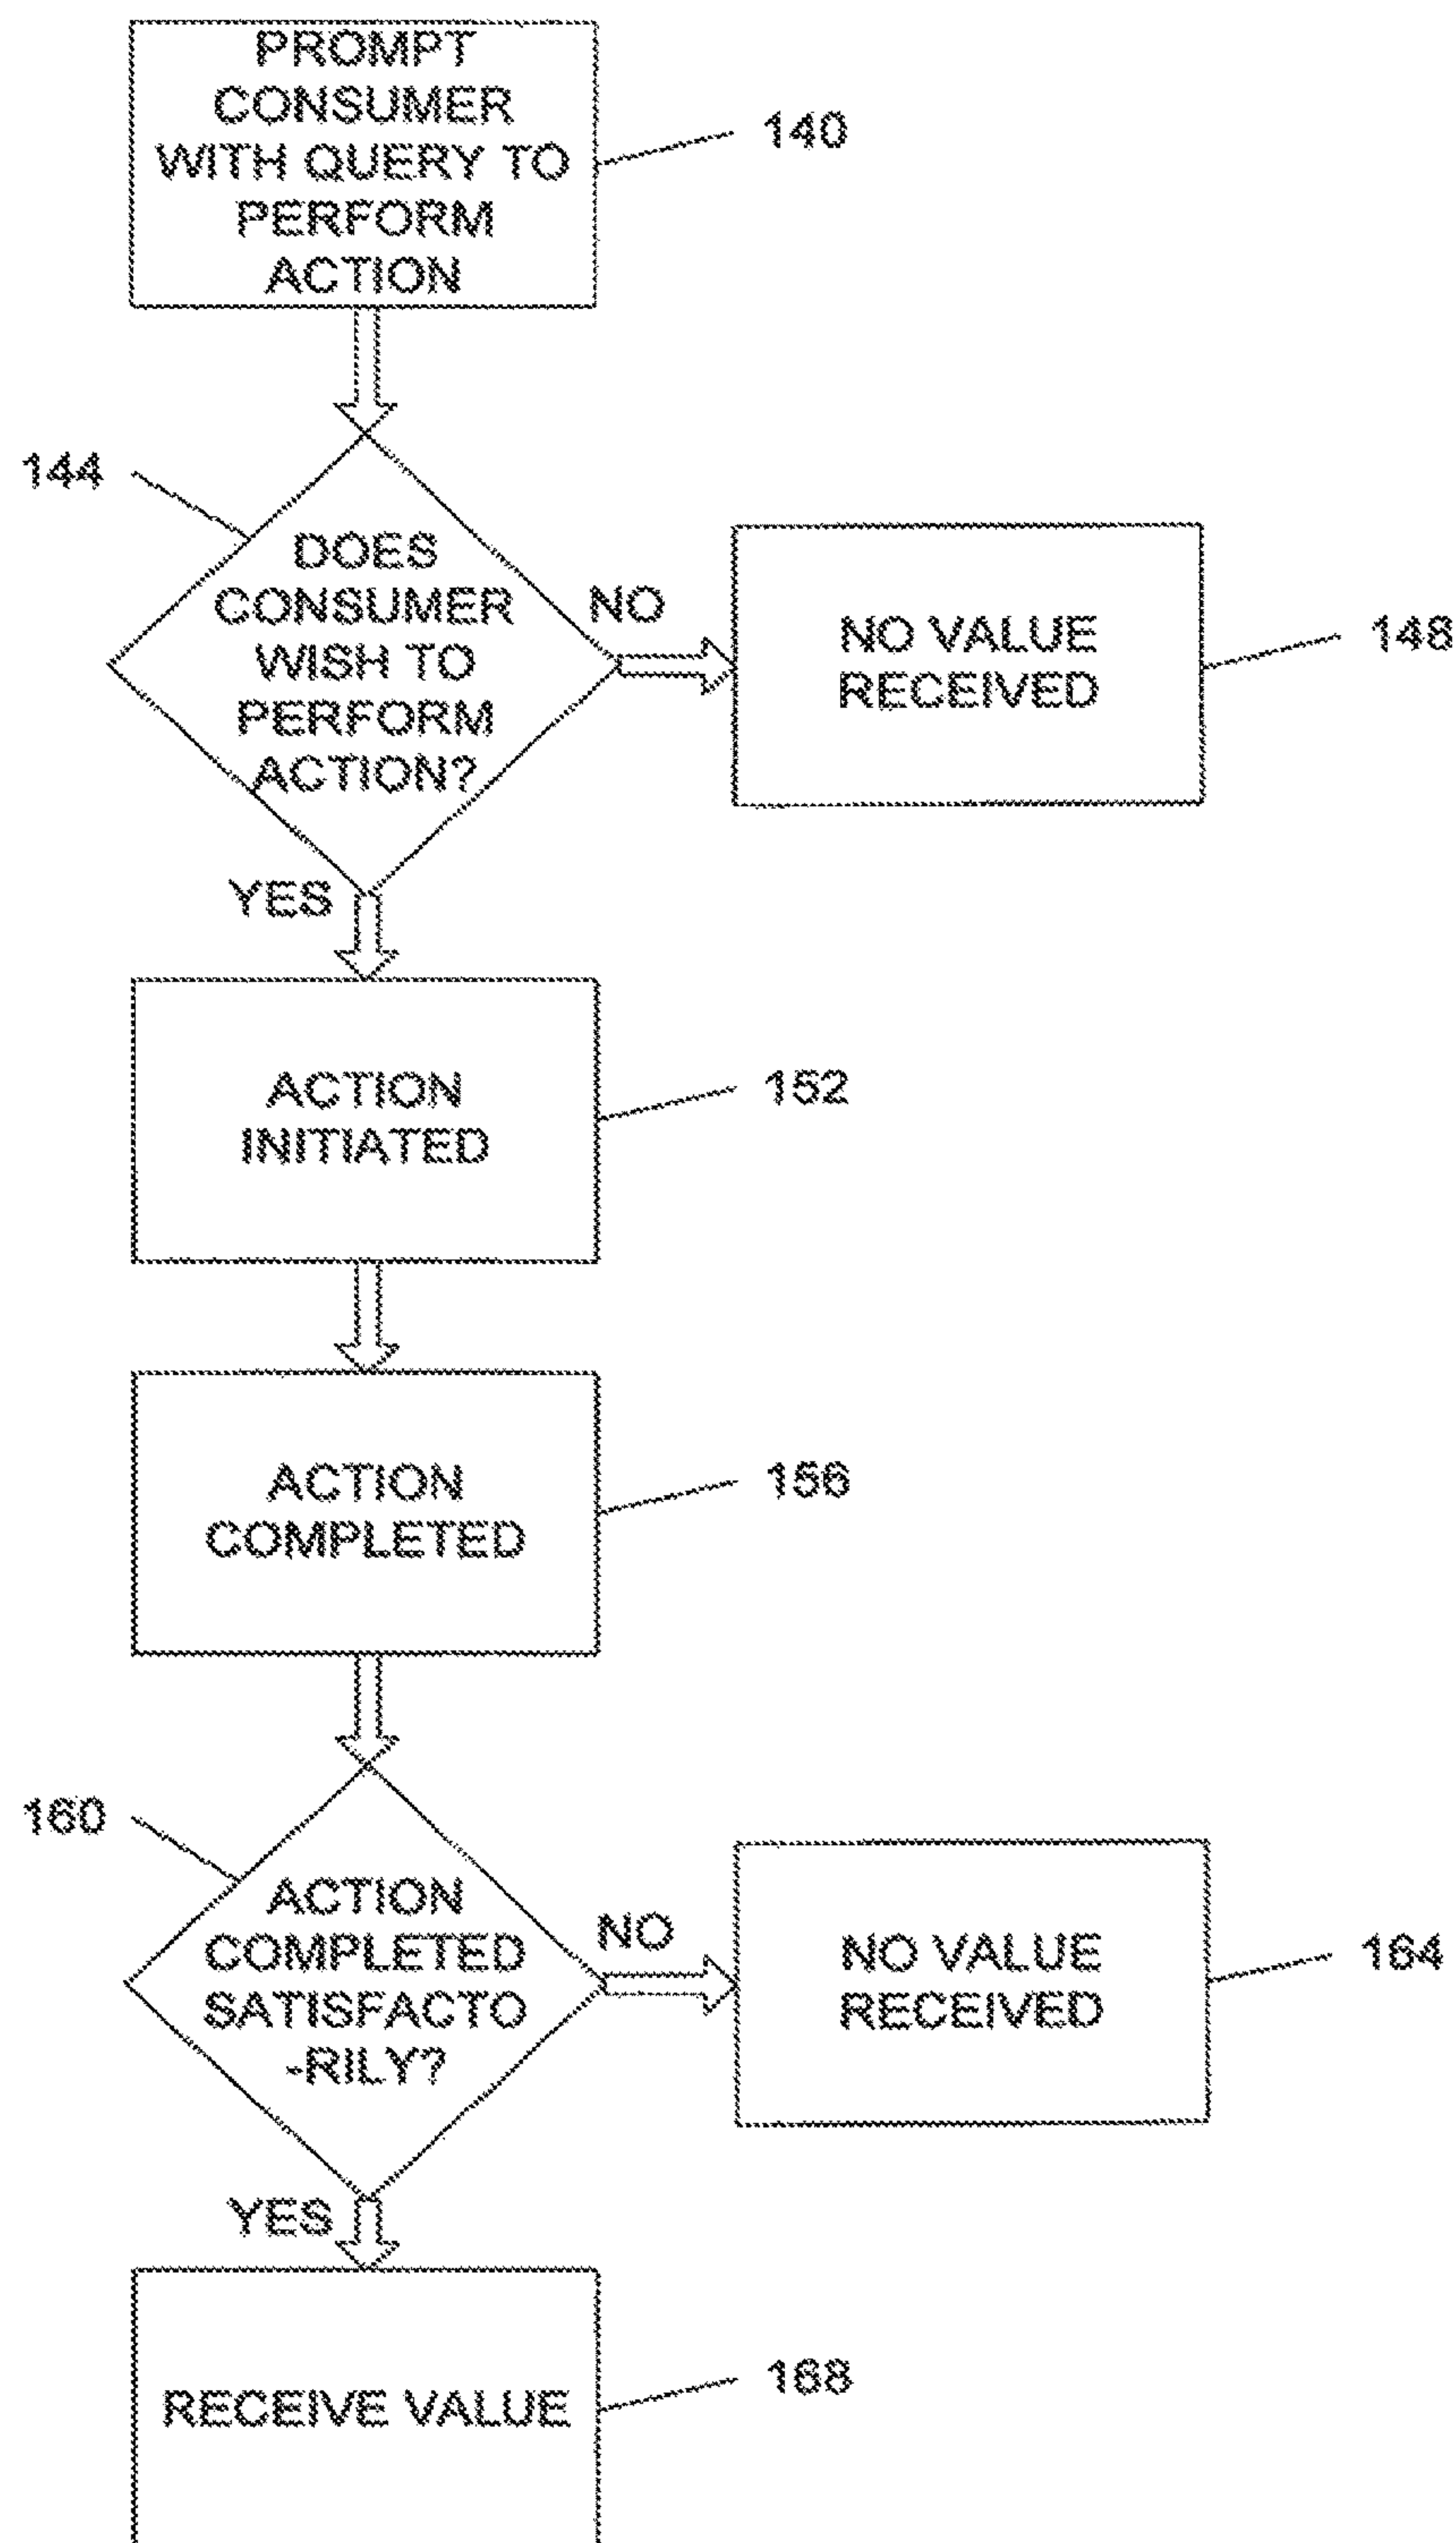 PROMPT
CONSUMER
WITH QUERY TO
PERFORM
ACTION
140
144
DOES
CONSUMER
WISH TO
PERFORM
ACTION?
NO
NO VALUE
RECEIVED
148
YES
ACTION
INITIATED
152
ACTION
COMPLETED
156
160
ACTION
COMPLETED
SATISFACTO
-RILY?
NO
NO VALUE
RECEIVED
164
YES
RECEIVE VALUE
168